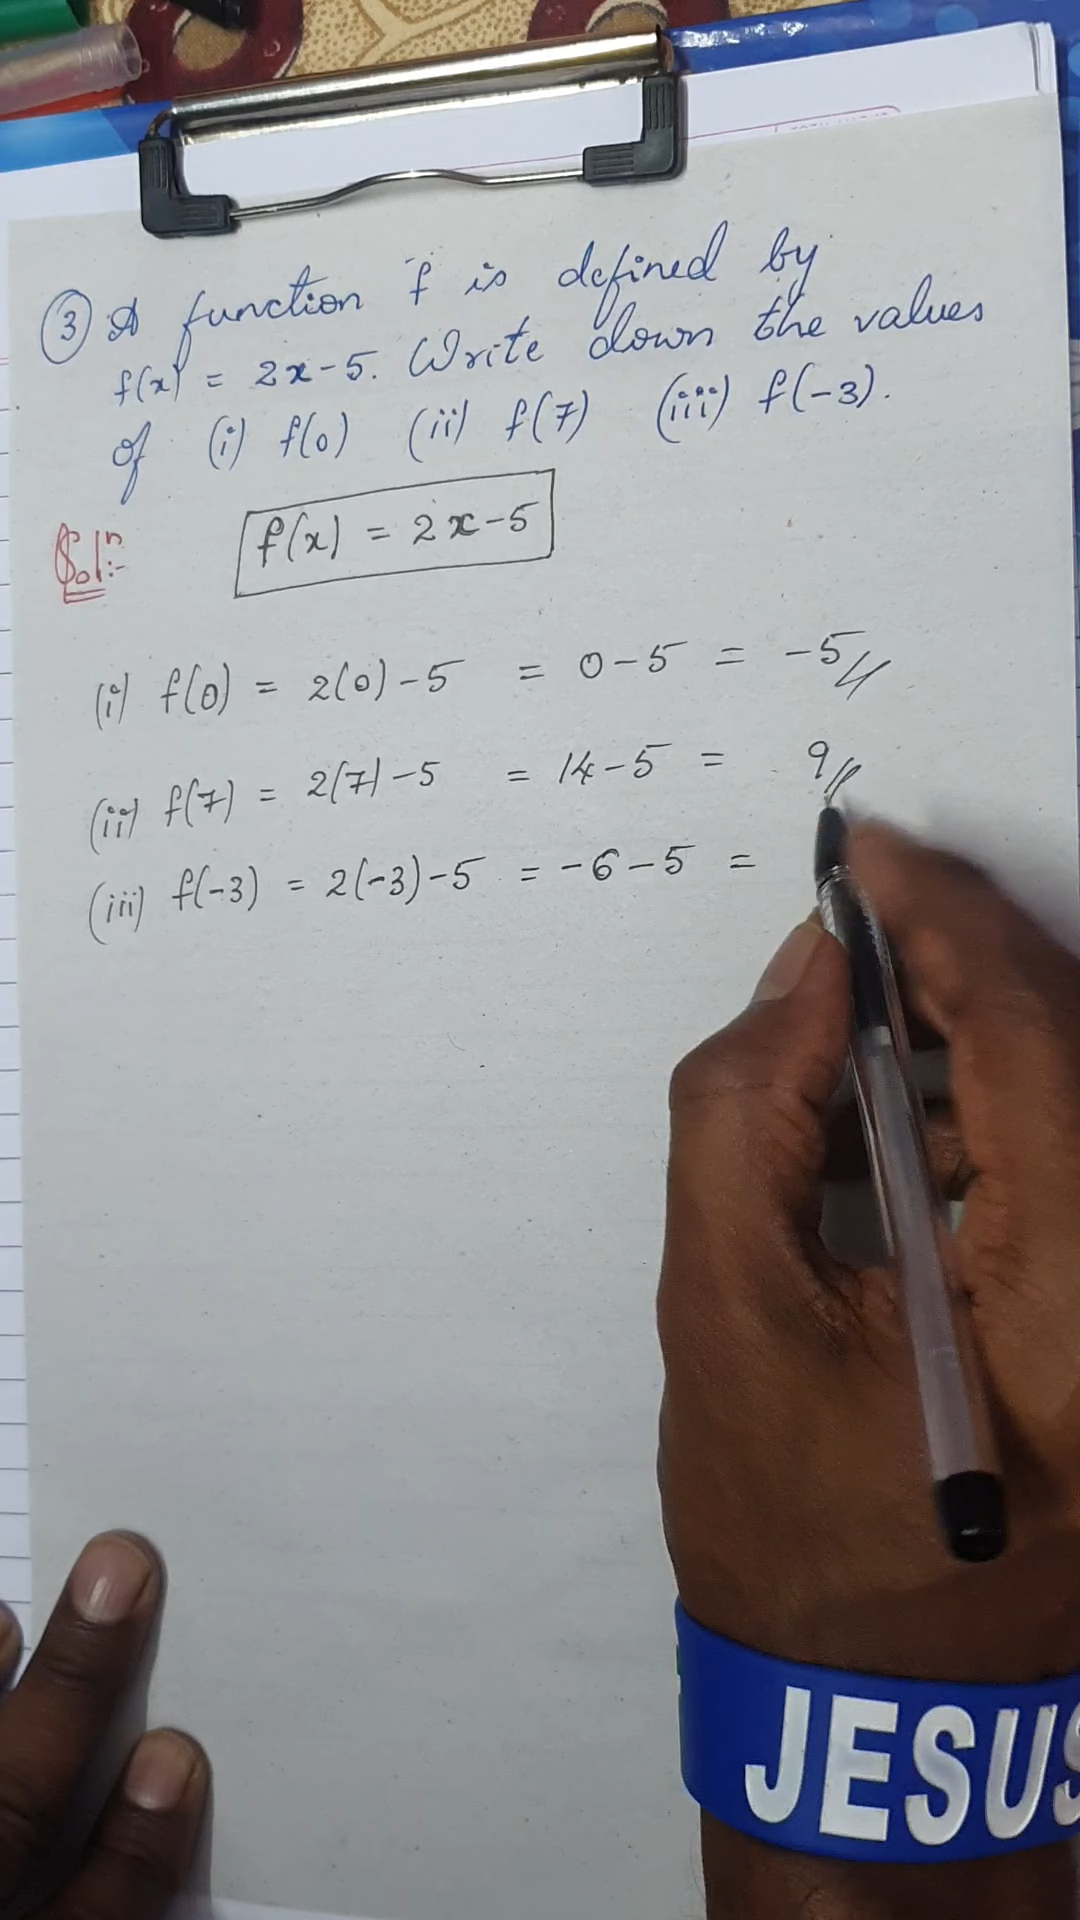 ③ A function f is defined by
f(x) = 2x-5. Write down the values
of (i) f(0) (ii) f(7) (iii) f(-3).
Solⁿ:-
f(x) = 2x-5
(i) f(0) = 2(0)-5 = 0-5 = -5//
(ii) f(7) = 2(7)-5 = 14-5 = 9//
(iii) f(-3) = 2(-3)-5 = -6-5 =
JESUS